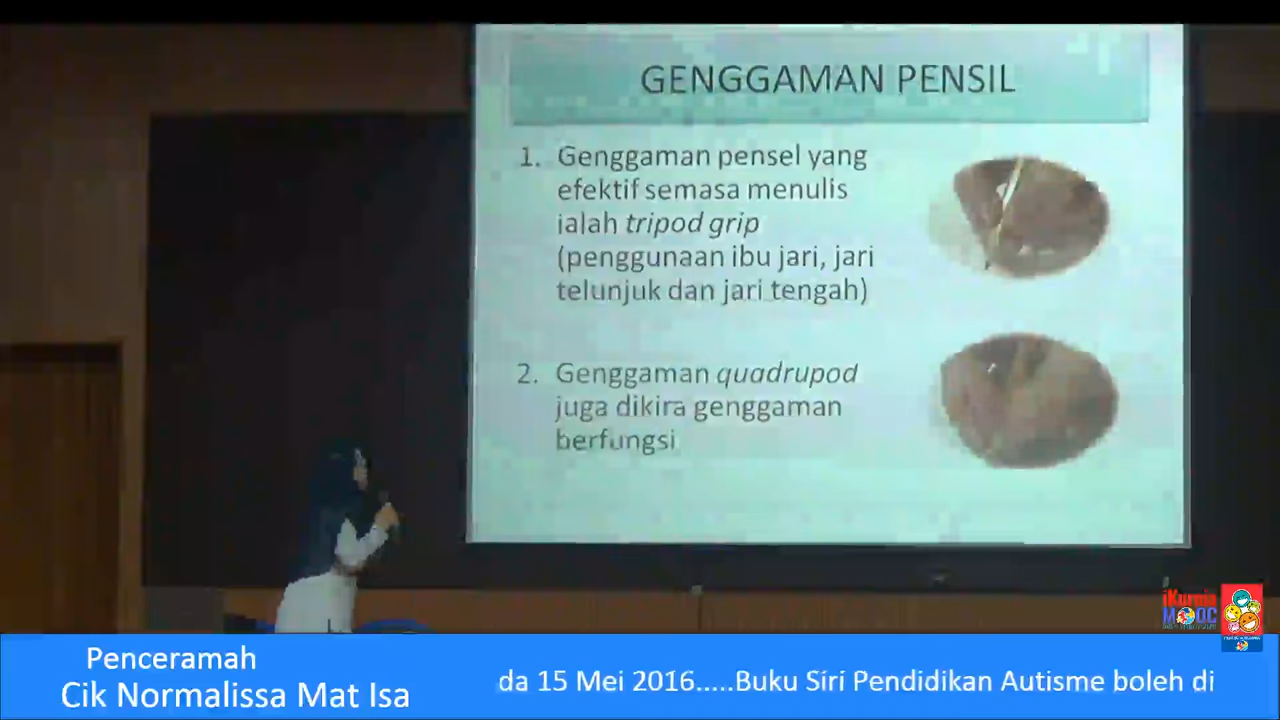 GENGGAMAN PENSIL
1. Genggaman pensel yang
efektif semasa menulis
ialah tripod grip
(penggunaan ibu jari, jari
telunjuk dan jari tengah)
2. Genggaman quadrupod
juga dikira genggaman
berfungsi
iKurnia
MOOC
Penceramah
Cik Normalissa Mat Isa
da 15 Mei 2016.....Buku Siri Pendidikan Autisme boleh di